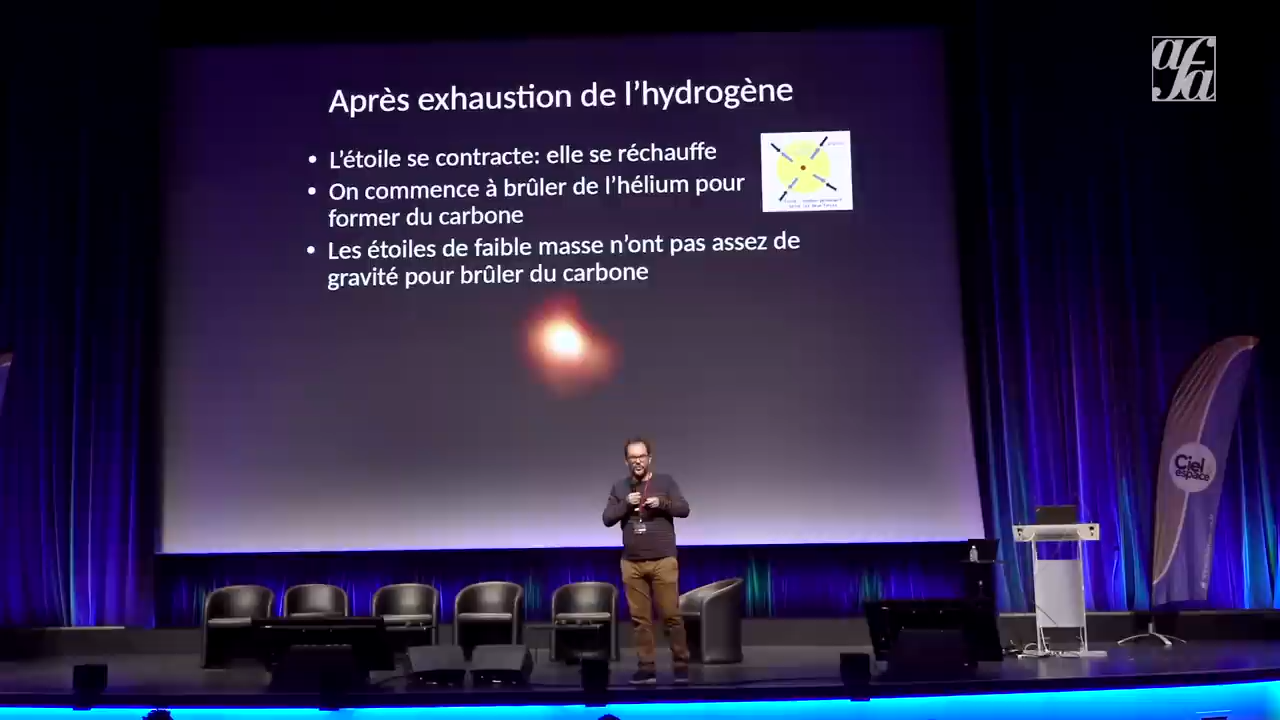 afa
Après exhaustion de l'hydrogène
• L'étoile se contracte: elle se réchauffe
• On commence à brûler de l'hélium pour
former du carbone
• Les étoiles de faible masse n'ont pas assez de
gravité pour brûler du carbone
Ciel
espace